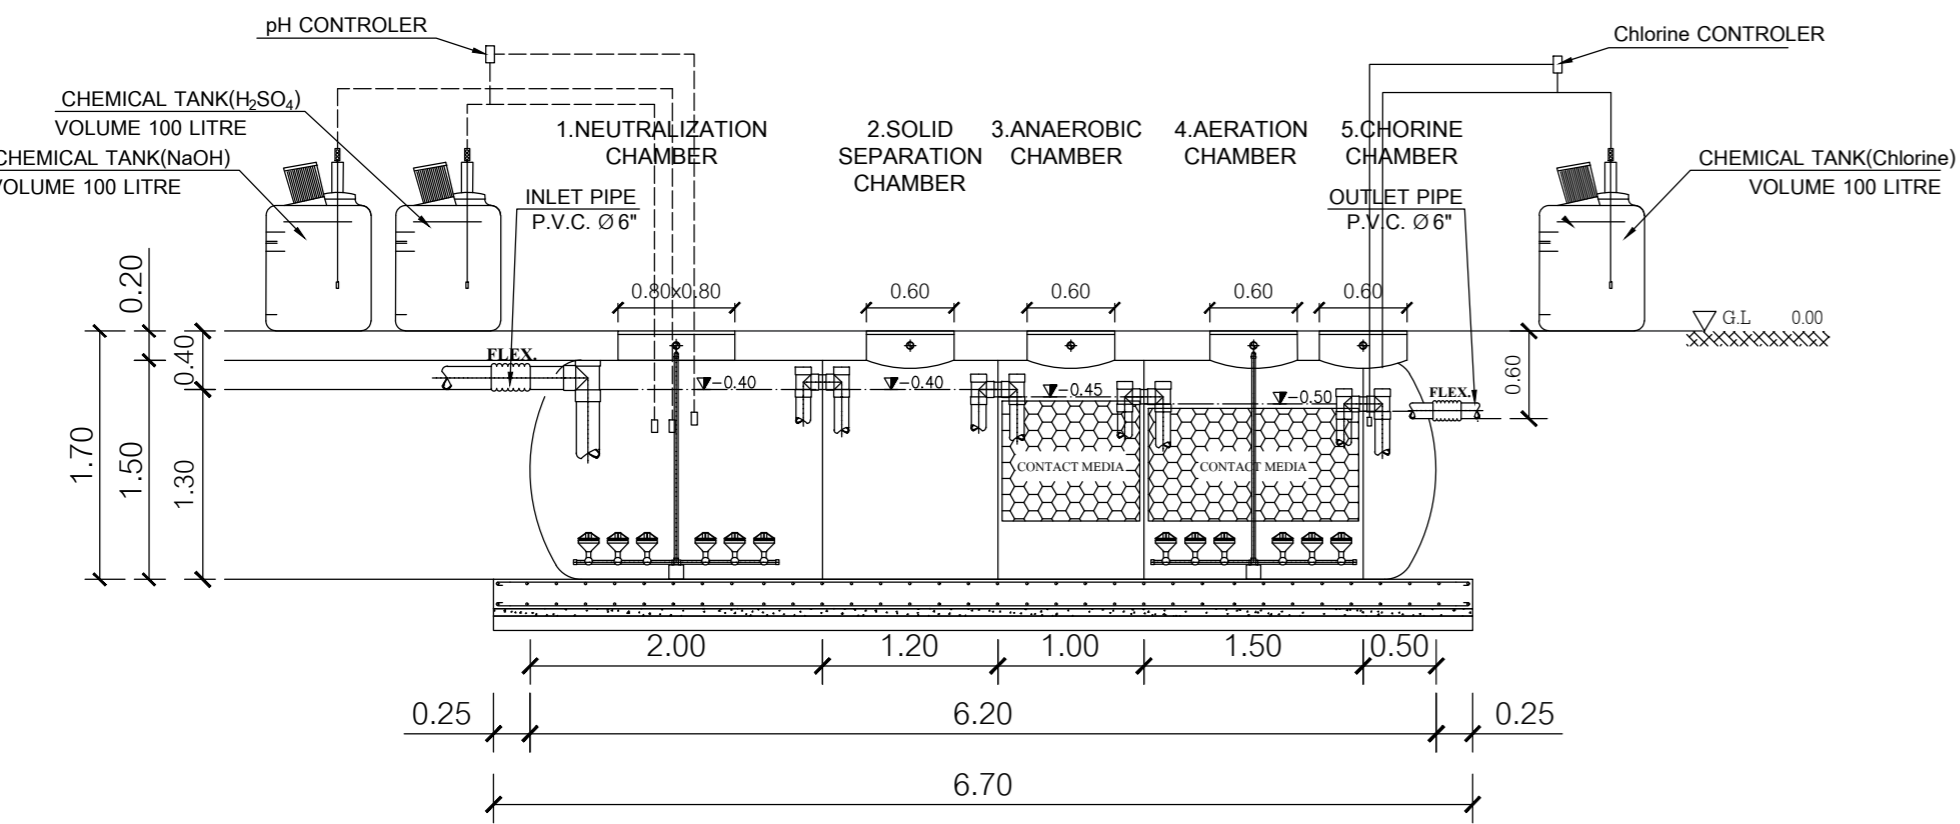 pH CONTROLER
Chlorine CONTROLER
CHEMICAL TANK(H₂SO₄)
VOLUME 100 LITRE
CHEMICAL TANK(NaOH)
VOLUME 100 LITRE
1.NEUTRALIZATION
CHAMBER
2.SOLID
SEPARATION
CHAMBER
3.ANAEROBIC
CHAMBER
4.AERATION
CHAMBER
5.CHORINE
CHAMBER
CHEMICAL TANK(Chlorine)
VOLUME 100 LITRE
INLET PIPE
P.V.C. Ø 6"
OUTLET PIPE
P.V.C. Ø 6"
0.20
0.80x0.80
0.60
0.60
0.60
0.60
G.L 0.00
0.40
FLEX.
-0.40
-0.40
-0.45
-0.50
FLEX.
0.60
1.70
1.50
1.30
CONTACT MEDIA
CONTACT MEDIA
2.00
1.20
1.00
1.50
0.50
0.25
6.20
0.25
6.70